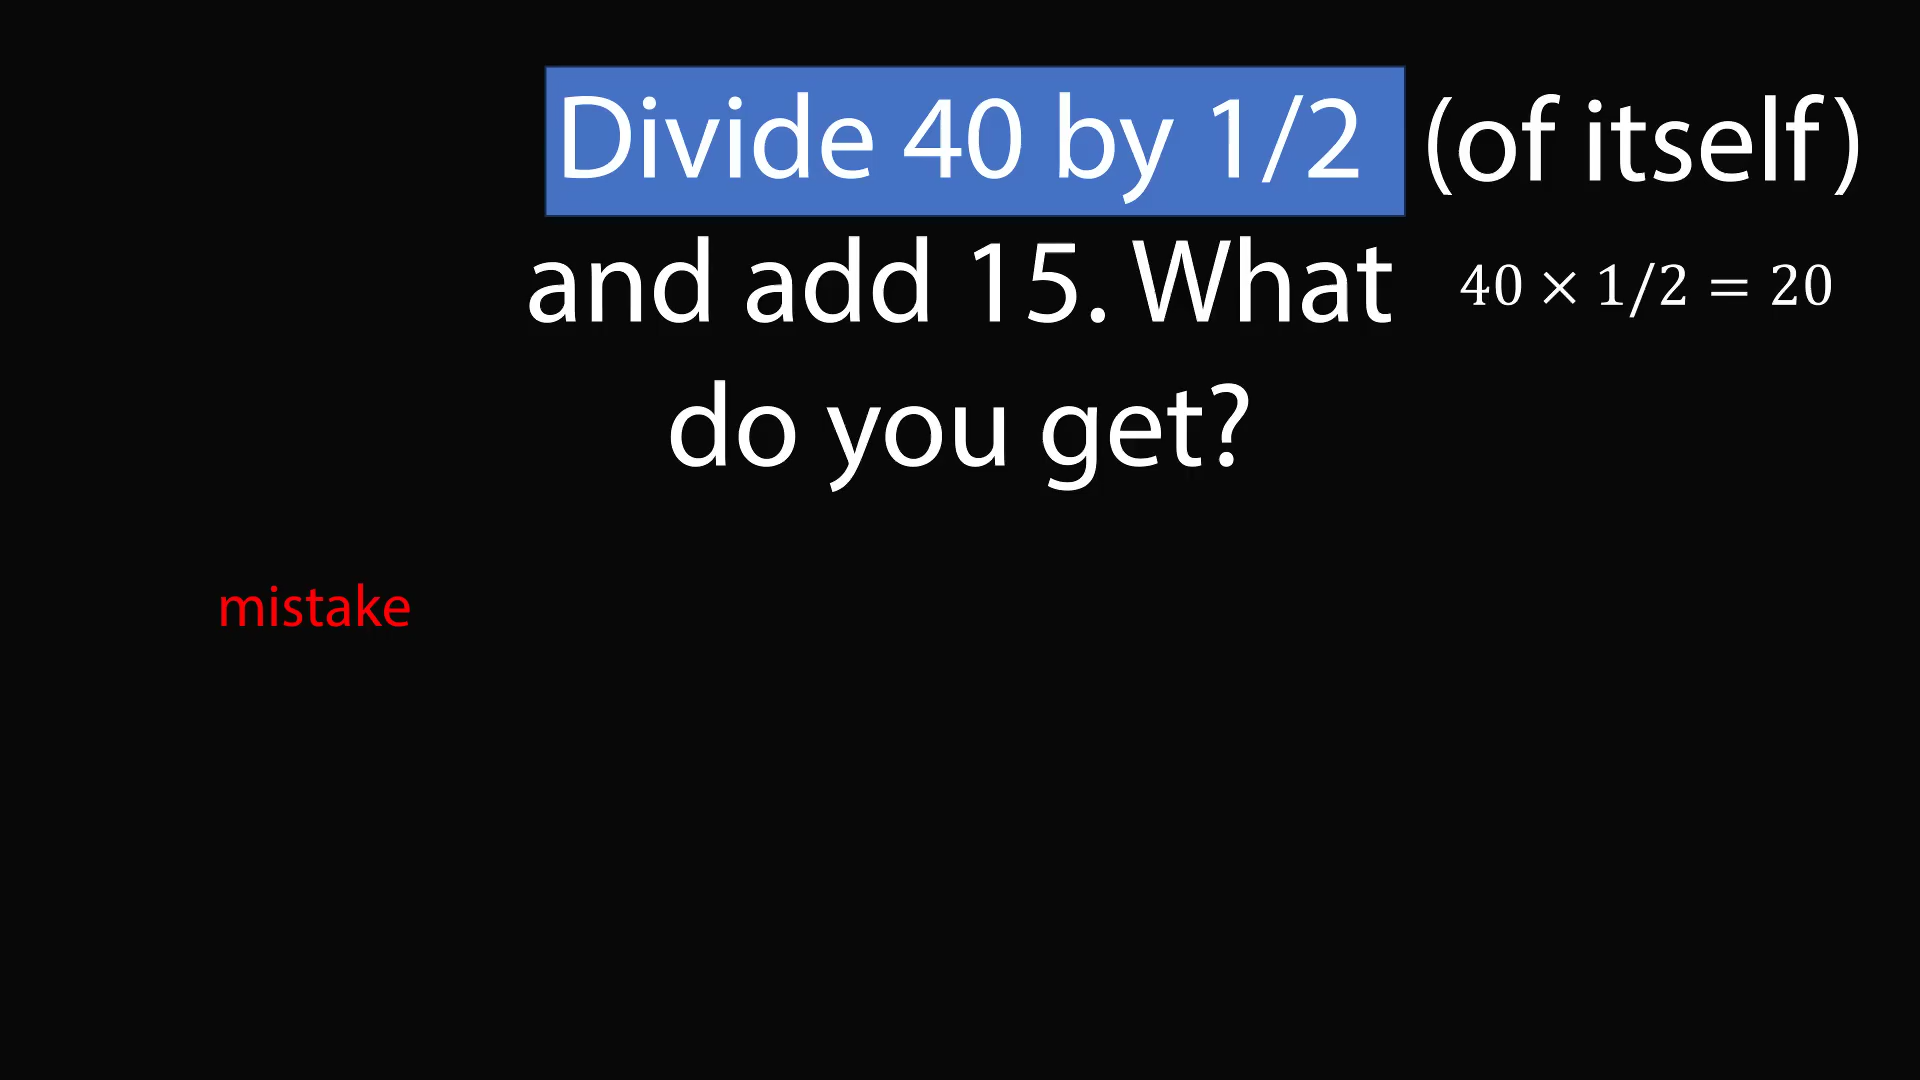 Divide 40 by 1/2 (of itself)
and add 15. What
40 × 1/2 = 20
do you get?
mistake